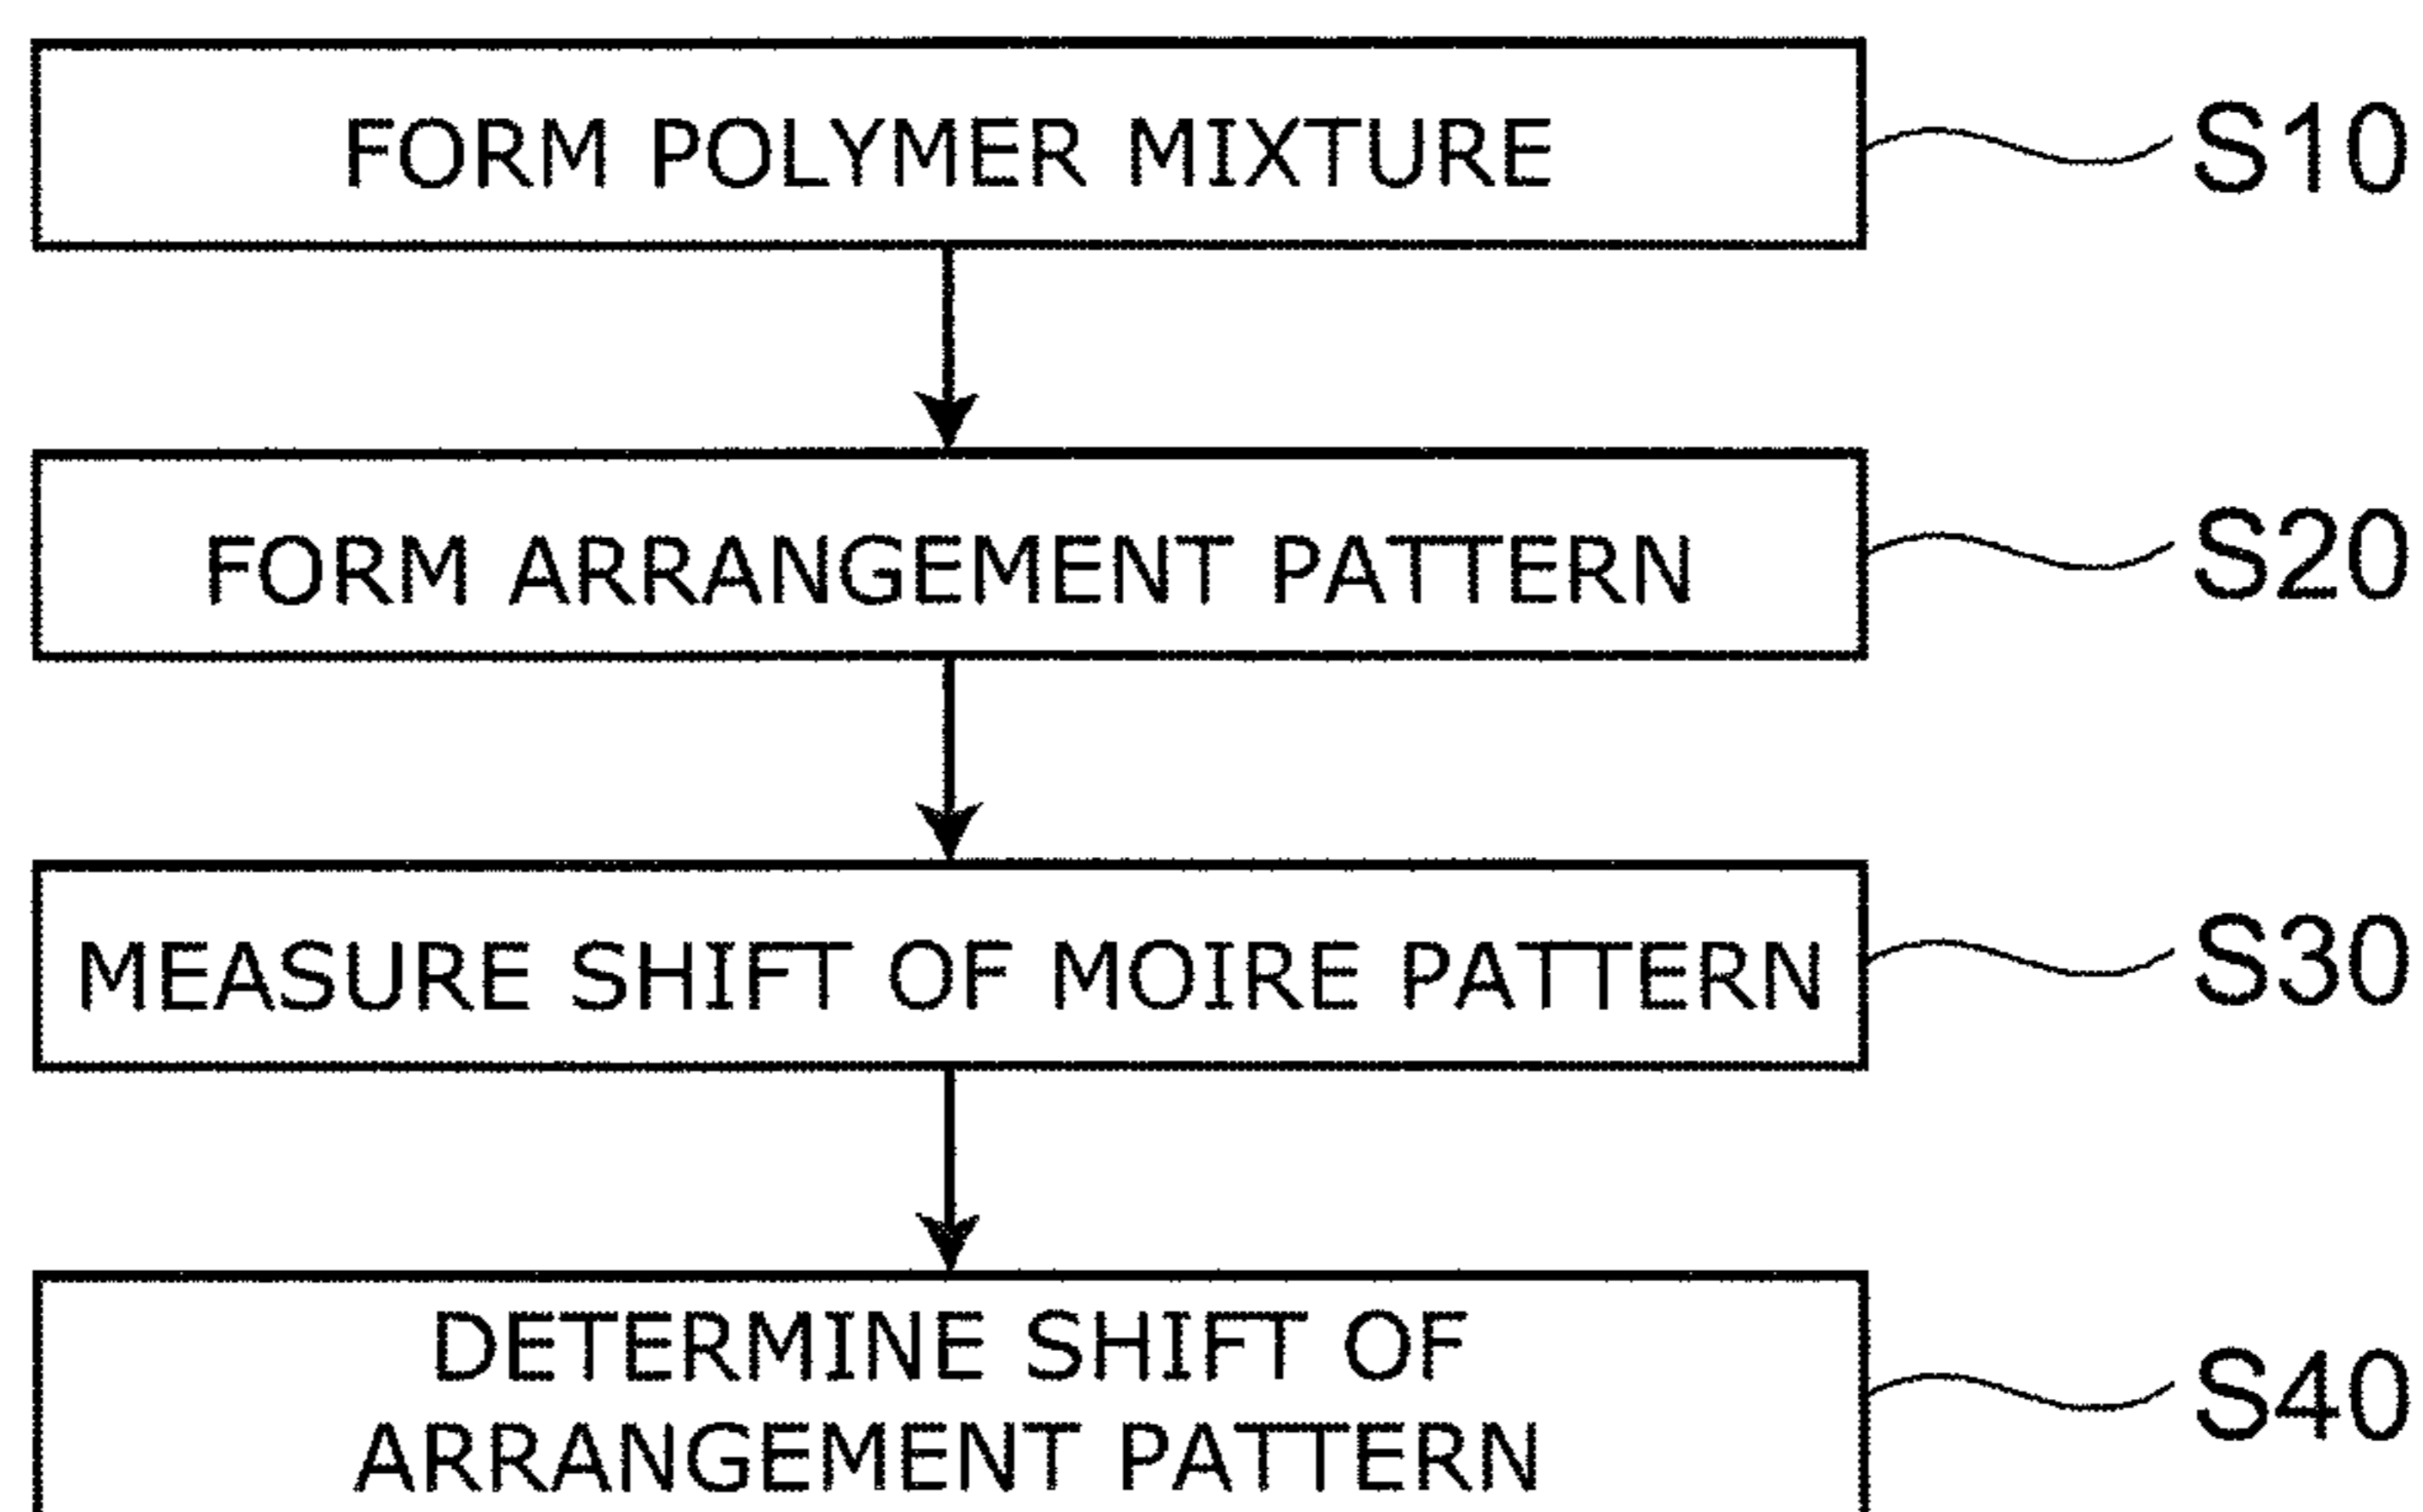 FORM POLYMER MIXTURE
S10
FORM ARRANGEMENT PATTERN
S20
MEASURE SHIFT OF MOIRE PATTERN
S30
DETERMINE SHIFT OF
ARRANGEMENT PATTERN
S40